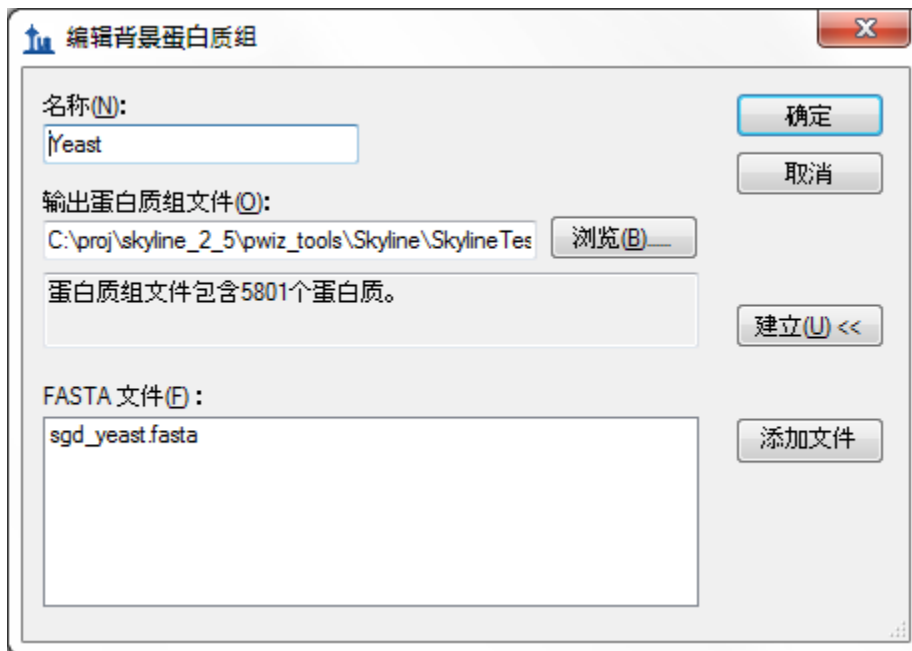 编辑背景蛋白质组
名称(N):
Yeast
确定
取消
输出蛋白质组文件(O):
C:\proj\skyline_2_5\pwiz_tools\Skyline\SkylineTes
浏览(B)......
蛋白质组文件包含5801个蛋白质。
建立(U) <<
FASTA 文件(F) :
sgd_yeast.fasta
添加文件